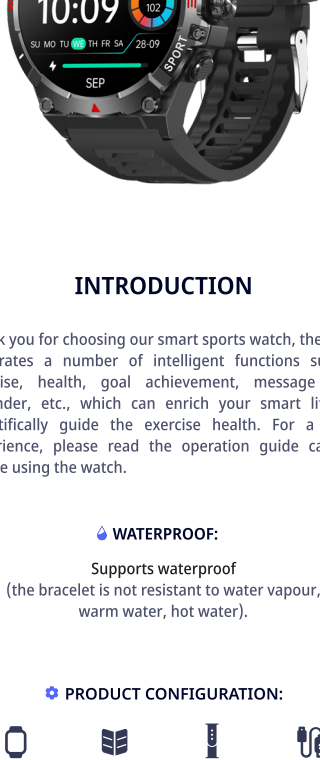 10:09
102
SU MO TU WE TH FR SA 28-09
SEP
SPORT
INTRODUCTION
k you for choosing our smart sports watch, the
rates a number of intelligent functions su
ise, health, goal achievement, message
nder, etc., which can enrich your smart li
tifically guide the exercise health. For a
rience, please read the operation guide ca
e using the watch.
WATERPROOF:
Supports waterproof
(the bracelet is not resistant to water vapour,
warm water, hot water).
PRODUCT CONFIGURATION: